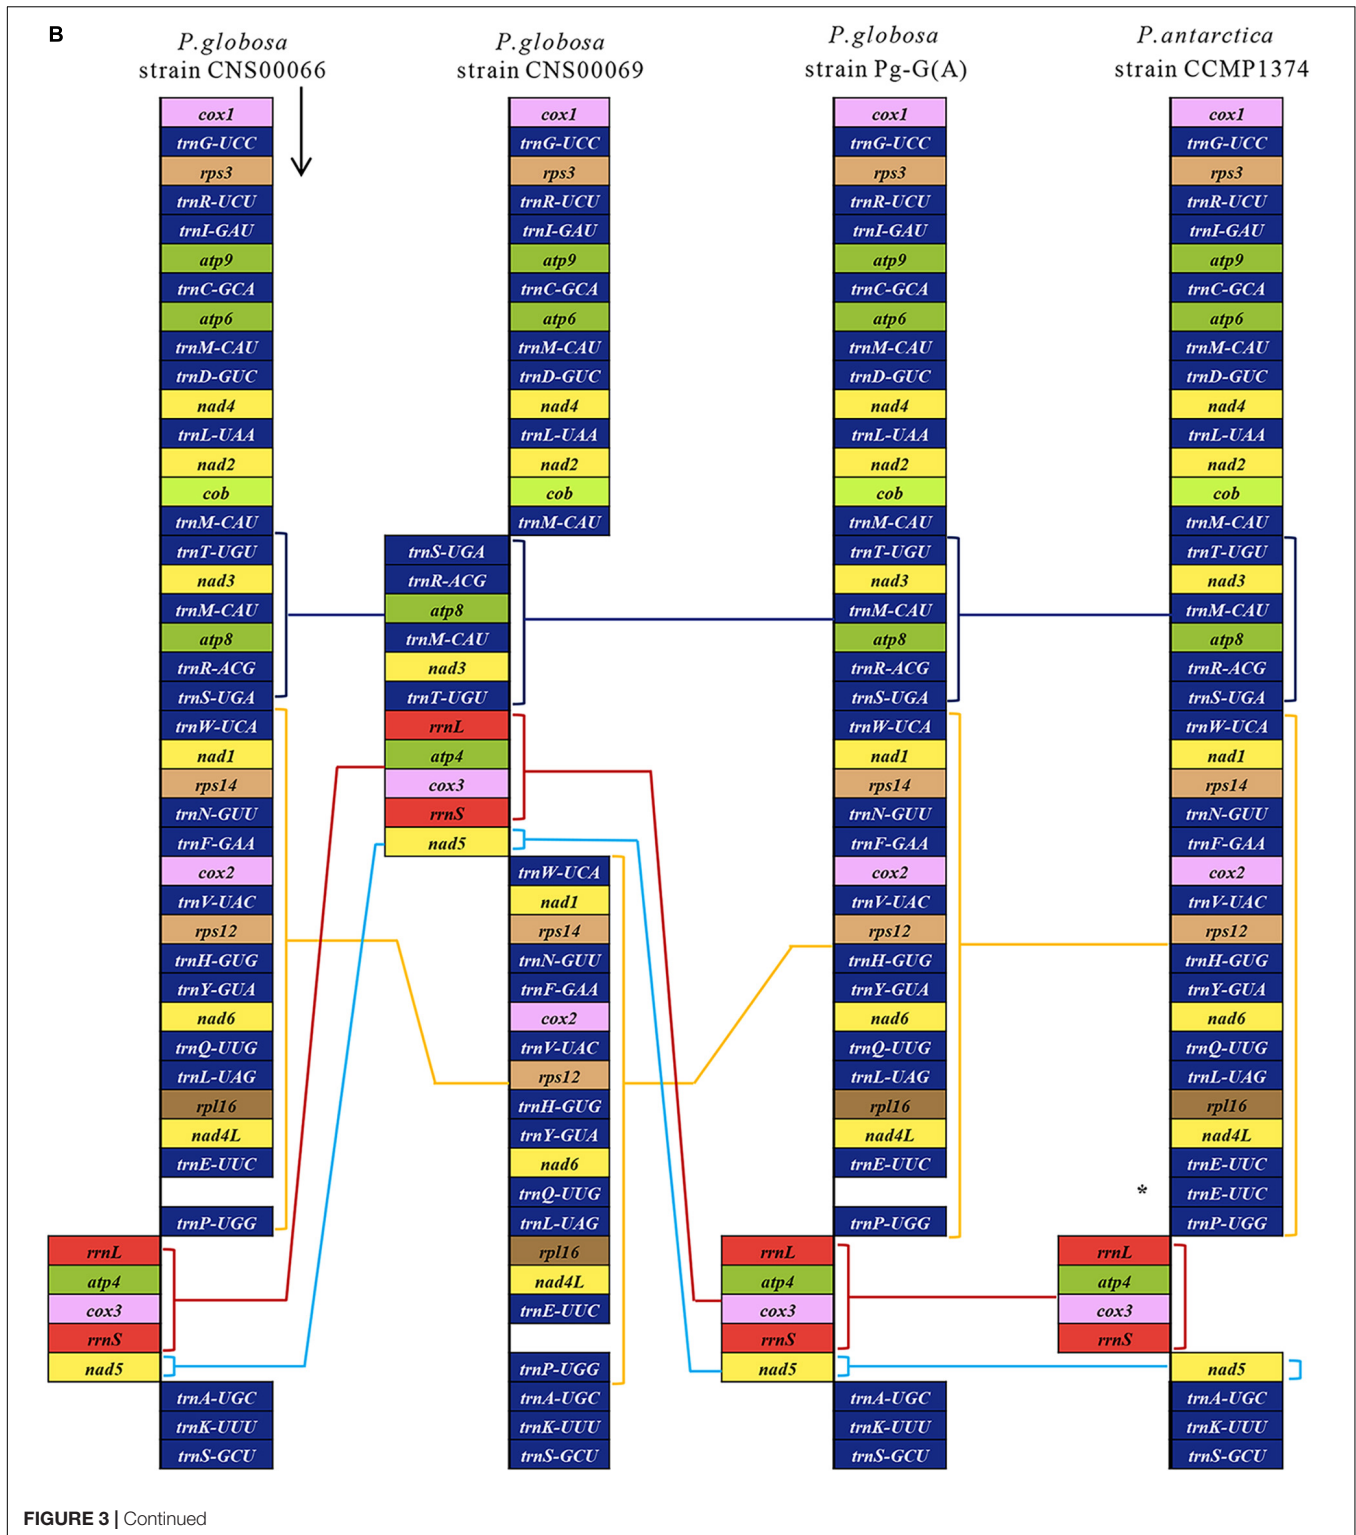 B
P.globosa
strain CNS00066
P.globosa
strain CNS00069
P.globosa
strain Pg-G(A)
P.antarctica
strain CCMP1374
cox1
trnG-UCC
rps3
trnR-UCU
trnI-GAU
atp9
trnC-GCA
atp6
trnM-CAU
trnD-GUC
nad4
trnL-UAA
nad2
cob
trnM-CAU
trnT-UGU
nad3
trnM-CAU
atp8
trnR-ACG
trnS-UGA
trnW-UCA
nad1
rps14
trnN-GUU
trnF-GAA
cox2
trnV-UAC
rps12
trnH-GUG
trnY-GUA
nad6
trnQ-UUG
trnL-UAG
rpl16
nad4L
trnE-UUC
trnP-UGG
rrnL
atp4
cox3
rrnS
nad5
trnA-UGC
trnK-UUU
trnS-GCU
cox1
trnG-UCC
rps3
trnR-UCU
trnI-GAU
atp9
trnC-GCA
atp6
trnM-CAU
trnD-GUC
nad4
trnL-UAA
nad2
cob
trnM-CAU
trnS-UGA
trnR-ACG
atp8
trnM-CAU
nad3
trnT-UGU
rrnL
atp4
cox3
rrnS
nad5
trnW-UCA
nad1
rps14
trnN-GUU
trnF-GAA
cox2
trnV-UAC
rps12
trnH-GUG
trnY-GUA
nad6
trnQ-UUG
trnL-UAG
rpl16
nad4L
trnE-UUC
trnP-UGG
trnA-UGC
trnK-UUU
trnS-GCU
cox1
trnG-UCC
rps3
trnR-UCU
trnI-GAU
atp9
trnC-GCA
atp6
trnM-CAU
trnD-GUC
nad4
trnL-UAA
nad2
cob
trnM-CAU
trnT-UGU
nad3
trnM-CAU
atp8
trnR-ACG
trnS-UGA
trnW-UCA
nad1
rps14
trnN-GUU
trnF-GAA
cox2
trnV-UAC
rps12
trnH-GUG
trnY-GUA
nad6
trnQ-UUG
trnL-UAG
rpl16
nad4L
trnE-UUC
trnP-UGG
rrnL
atp4
cox3
rrnS
nad5
trnA-UGC
trnK-UUU
trnS-GCU
cox1
trnG-UCC
rps3
trnR-UCU
trnI-GAU
atp9
trnC-GCA
atp6
trnM-CAU
trnD-GUC
nad4
trnL-UAA
nad2
cob
trnM-CAU
trnT-UGU
nad3
trnM-CAU
atp8
trnR-ACG
trnS-UGA
trnW-UCA
nad1
rps14
trnN-GUU
trnF-GAA
cox2
trnV-UAC
rps12
trnH-GUG
trnY-GUA
nad6
trnQ-UUG
trnL-UAG
rpl16
nad4L
trnE-UUC
* trnE-UUC
trnP-UGG
rrnL
atp4
cox3
rrnS
nad5
trnA-UGC
trnK-UUU
trnS-GCU
FIGURE 3 | Continued